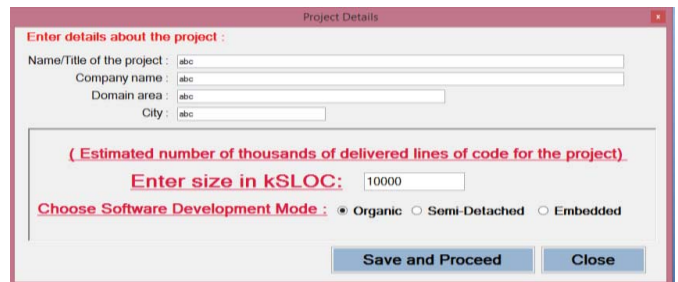 Project Details
x
Enter details about the project :
Name/Title of the project : abc
Company name : abc
Domain area : abc
City : abc
( Estimated number of thousands of delivered lines of code for the project)
Enter size in kSLOC: 10000
Choose Software Development Mode : Organic Semi-Detached Embedded
Save and Proceed Close